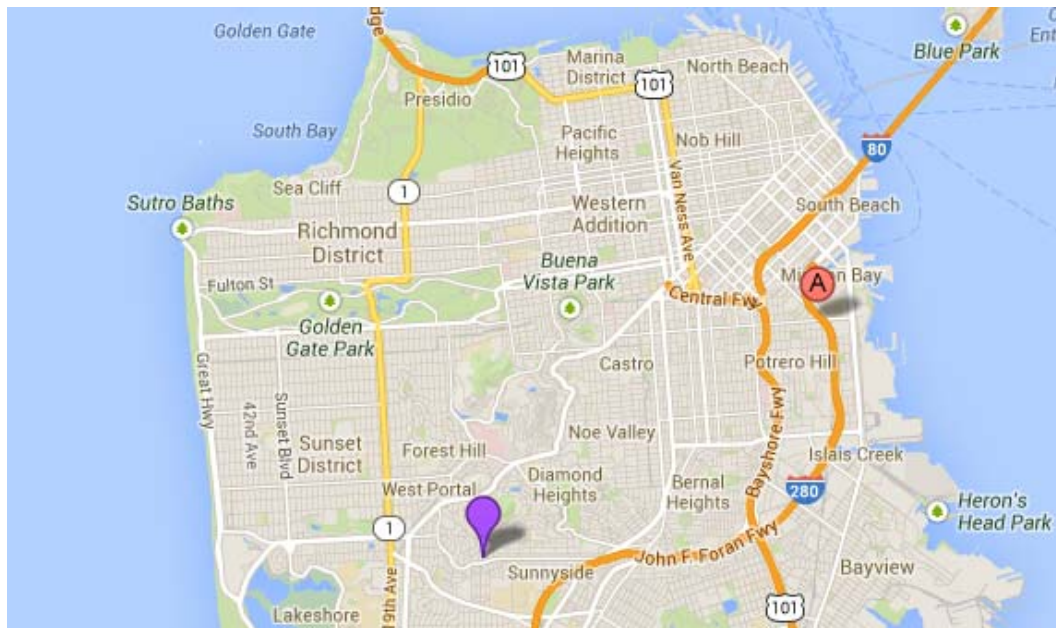 Golden Gate
101
Marina
District
North Beach
Blue Park
101
Presidio
South Bay
Pacific
Heights
Nob Hill
80
Sea Cliff
1
Van Ness Ave
Sutro Baths
Western
Addition
South Beach
Richmond
District
Buena
Vista Park
Fulton St
A
Central Fwy
Golden
Gate Park
Castro
Potrero Hill
Great Hwy
42nd Ave
Sunset Blvd
Sunset
District
Forest Hill
Noe Valley
Bayshore Fwy
Islais Creek
West Portal
Diamond
Heights
Bernal
Heights
280
Heron's
Head Park
1
John F. Foran Fwy
Sunnyside
Bayview
Lakeshore
9th Ave
101